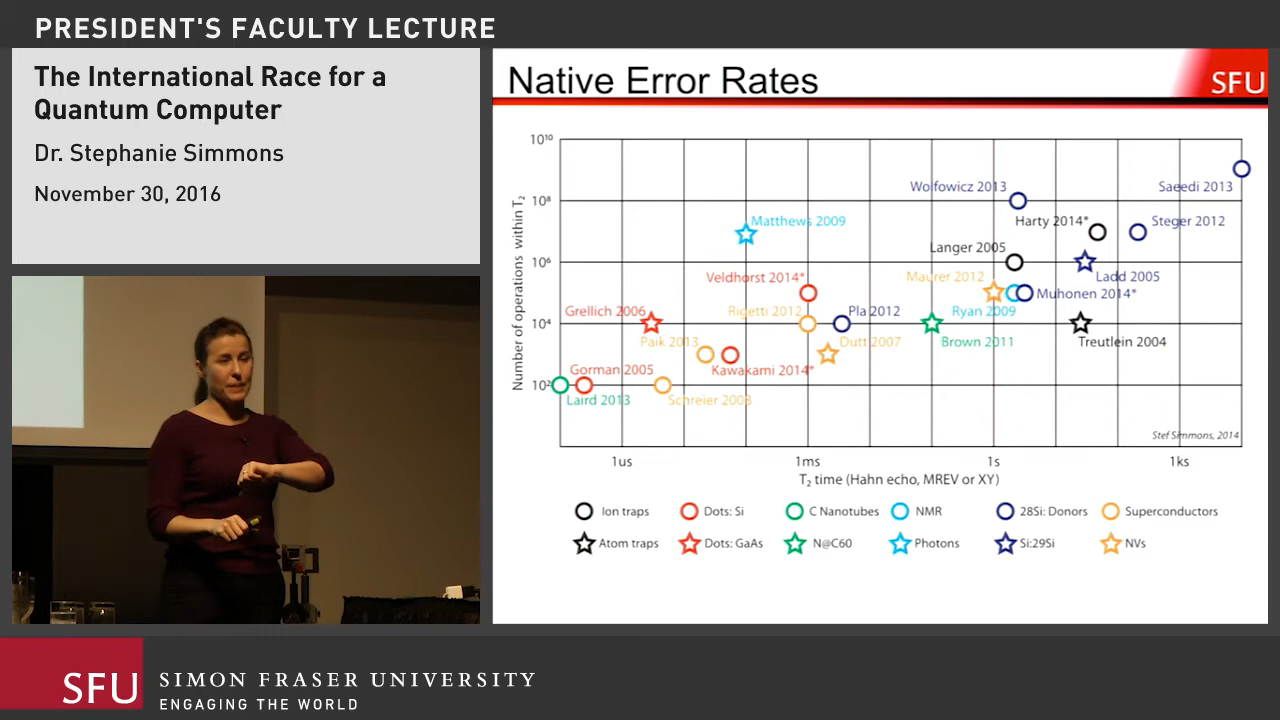 PRESIDENT'S FACULTY LECTURE
The International Race for a
Quantum Computer
Dr. Stephanie Simmons
November 30, 2016
Native Error Rates
SFU
10¹⁰
10⁸
10⁶
10⁴
10²
Number of operations within T₂
Wolfowicz 2013
Saeedi 2013
Matthews 2009
Harty 2014*
Steger 2012
Langer 2005
Veldhorst 2014*
Maurer 2012
Ladd 2005
Muhonen 2014*
Grellich 2006
Rigetti 2012
Pla 2012
Ryan 2009
Paik 2013
Dutt 2007
Brown 2011
Treutlein 2004
Gorman 2005
Kawakami 2014*
Laird 2013
Schreier 2008
Stef Simmons, 2014
1us
1ms
1s
1ks
T₂ time (Hahn echo, MREV or XY)
Ion traps
Dots: Si
C Nanotubes
NMR
28Si: Donors
Superconductors
Atom traps
Dots: GaAs
N@C60
Photons
Si:29Si
NVs
SFU
SIMON FRASER UNIVERSITY
ENGAGING THE WORLD